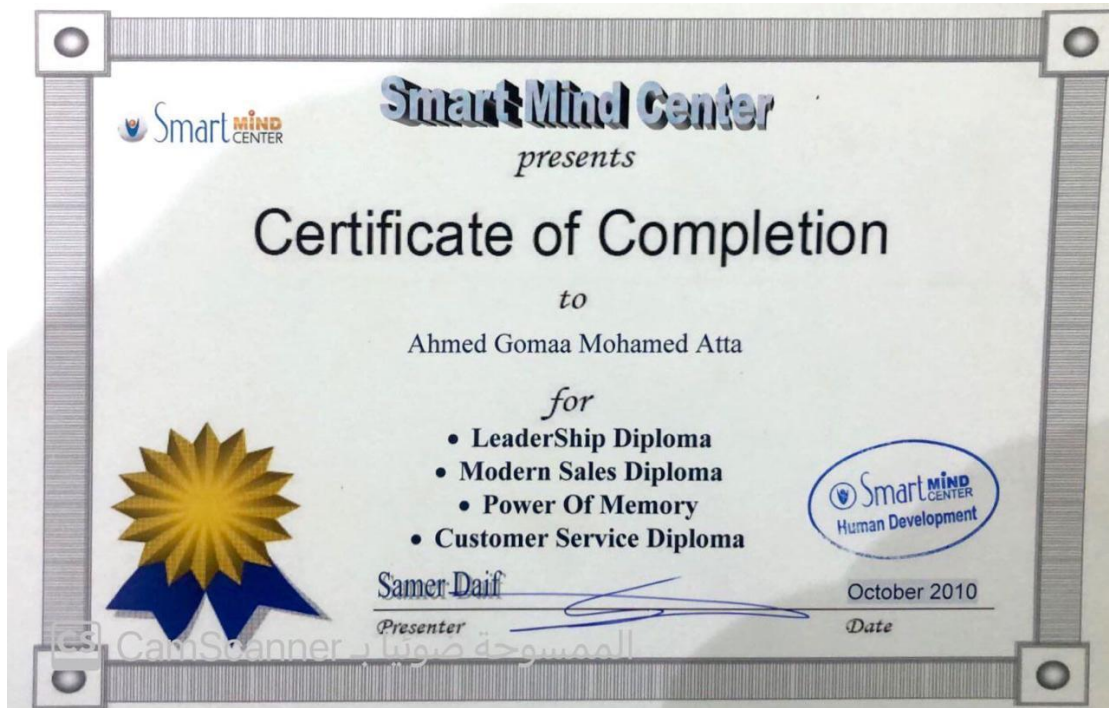 Smart MiND CENTER
Smart Mind Center
presents
Certificate of Completion
to
Ahmed Gomaa Mohamed Atta
for
• LeaderShip Diploma
• Modern Sales Diploma
• Power Of Memory
• Customer Service Diploma
Smart MiND CENTER
Human Development
Samer Daif
October 2010
Presenter
Date
CS CamScanner الممسوحة ضوئيا بـ